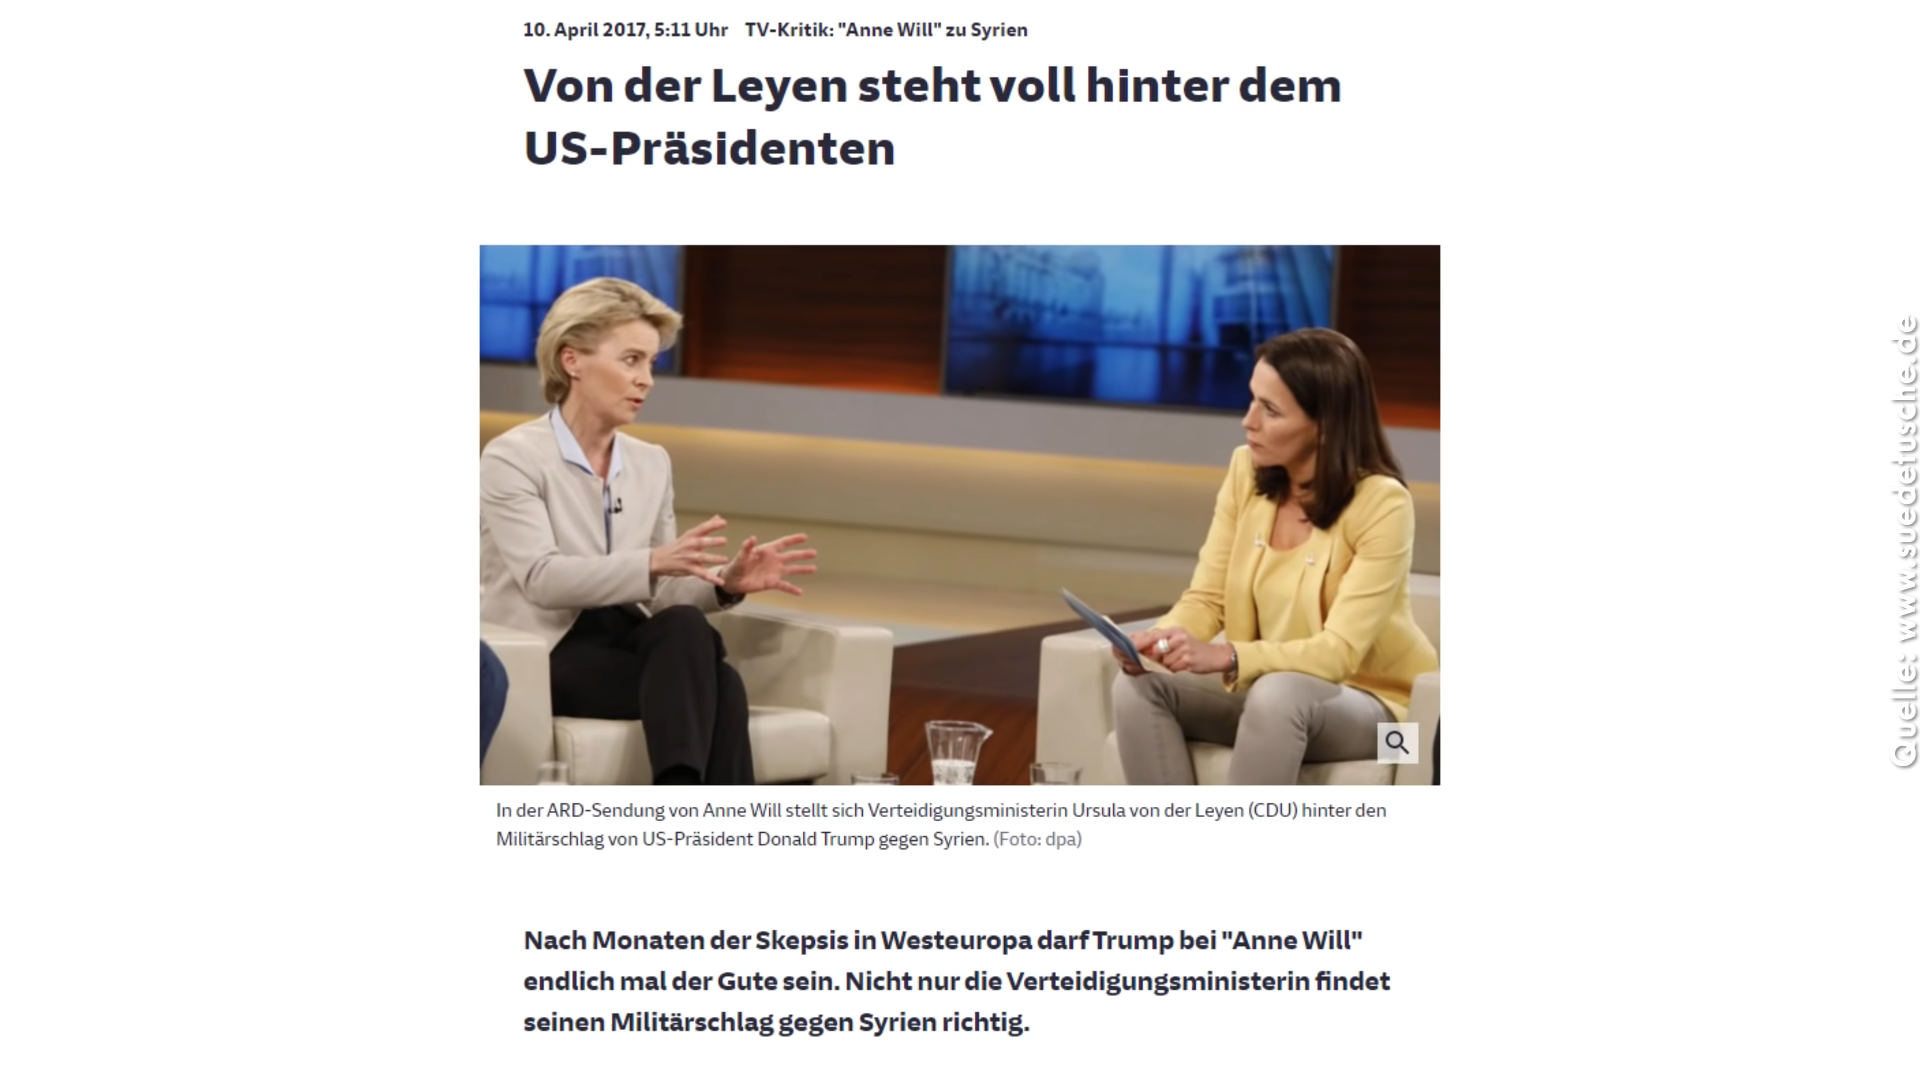 10. April 2017, 5:11 Uhr TV-Kritik: "Anne Will" zu Syrien
Von der Leyen steht voll hinter dem
US-Präsidenten
In der ARD-Sendung von Anne Will stellt sich Verteidigungsministerin Ursula von der Leyen (CDU) hinter den
Militärschlag von US-Präsident Donald Trump gegen Syrien. (Foto: dpa)
Nach Monaten der Skepsis in Westeuropa darf Trump bei "Anne Will"
endlich mal der Gute sein. Nicht nur die Verteidigungsministerin findet
seinen Militärschlag gegen Syrien richtig.
Quelle: www.suedetusche.de